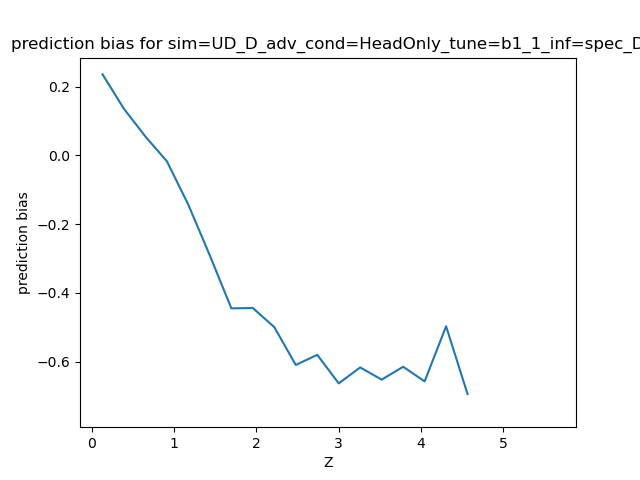 prediction bias for sim=UD_D_adv_cond=HeadOnly_tune=b1_1_inf=spec_D
0.2
0.0
−0.2
−0.4
−0.6
prediction bias
0 1 2 3 4 5
Z